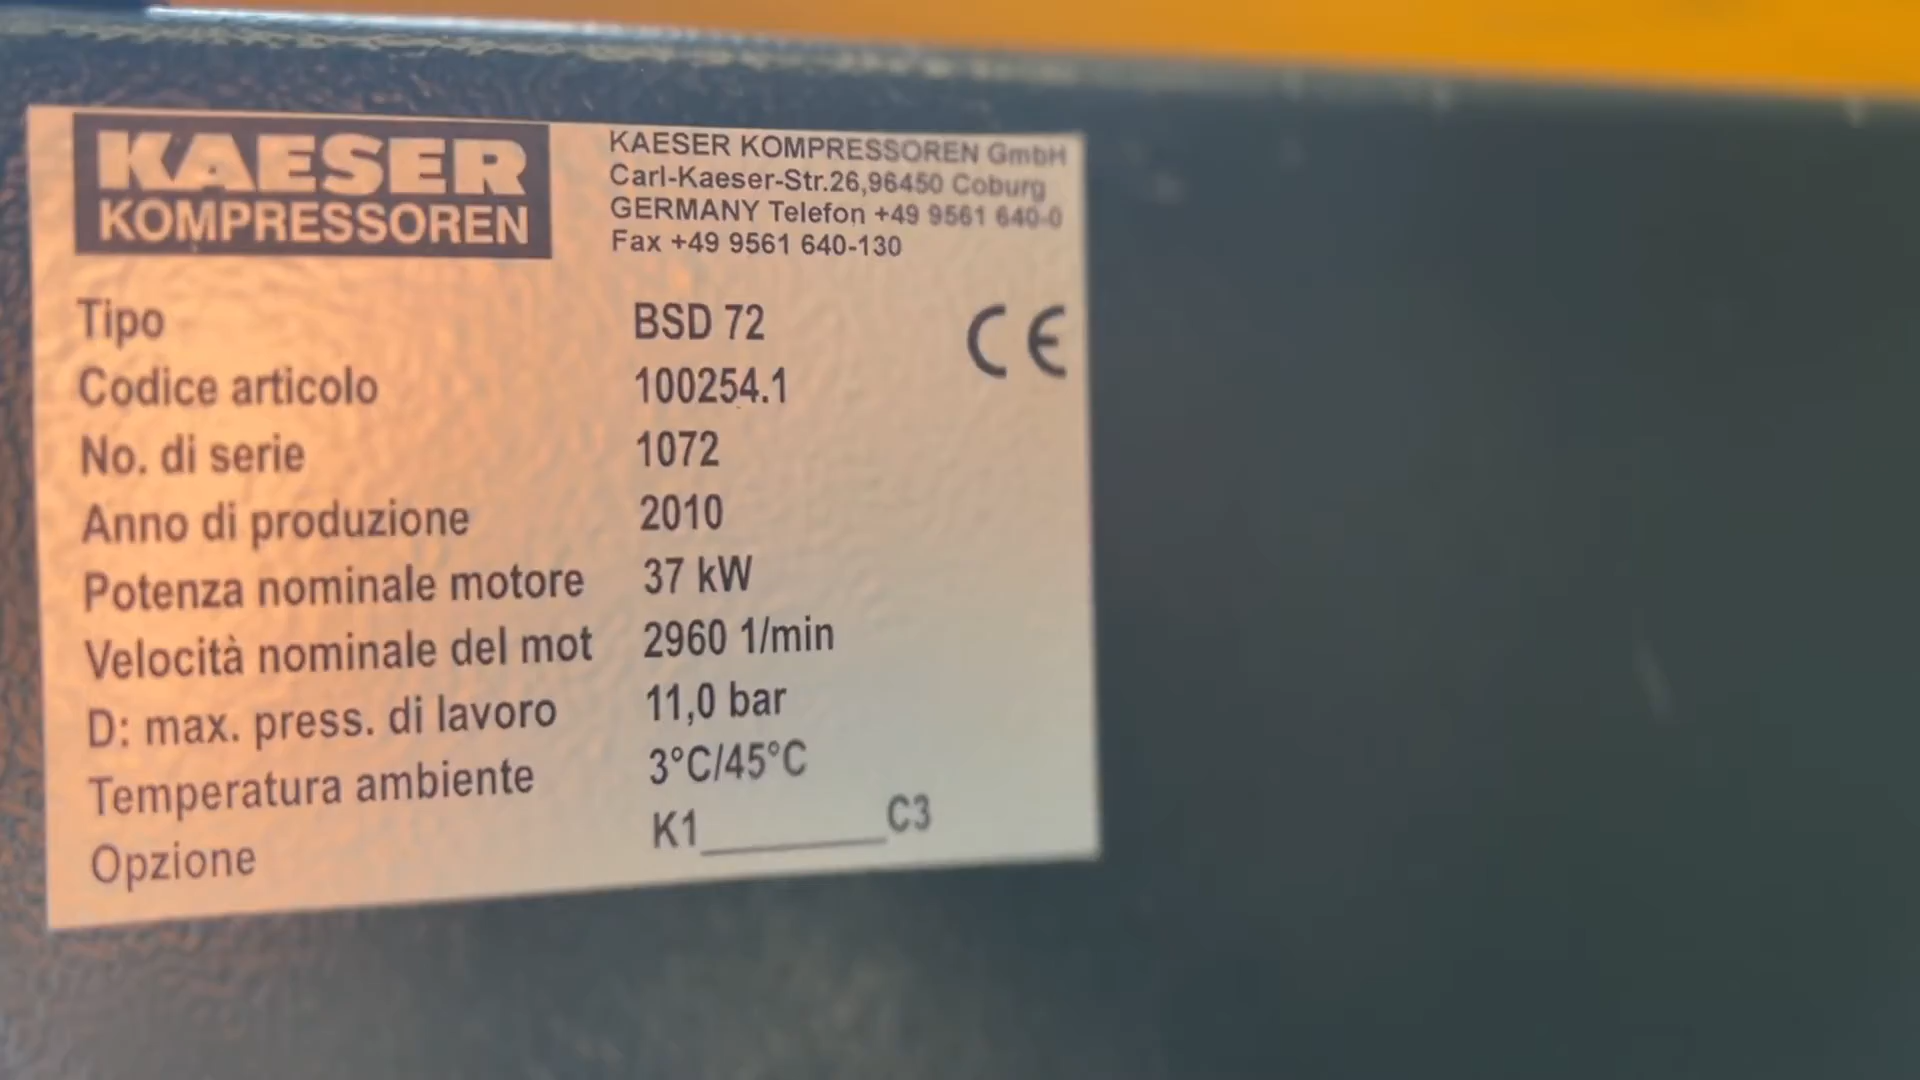 KAESER
KOMPRESSOREN
KAESER KOMPRESSOREN GmbH
Carl-Kaeser-Str.26,96450 Coburg
GERMANY Telefon +49 9561 640-0
Fax +49 9561 640-130
CE
Tipo BSD 72
Codice articolo 100254.1
No. di serie 1072
Anno di produzione 2010
Potenza nominale motore 37 kW
Velocità nominale del mot 2960 1/min
D: max. press. di lavoro 11,0 bar
Temperatura ambiente 3°C/45°C
Opzione K1_________C3